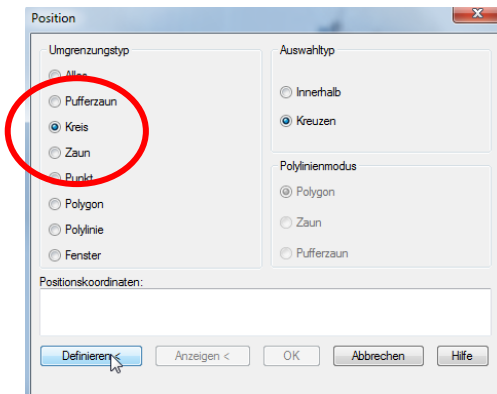 Position
Umgrenzungstyp
Alles
Pufferzaun
Kreis
Zaun
Punkt
Polygon
Polylinie
Fenster
Auswahltyp
Innerhalb
Kreuzen
Polylinienmodus
Polygon
Zaun
Pufferzaun
Positionskoordinaten:
Definieren < Anzeigen < OK Abbrechen Hilfe